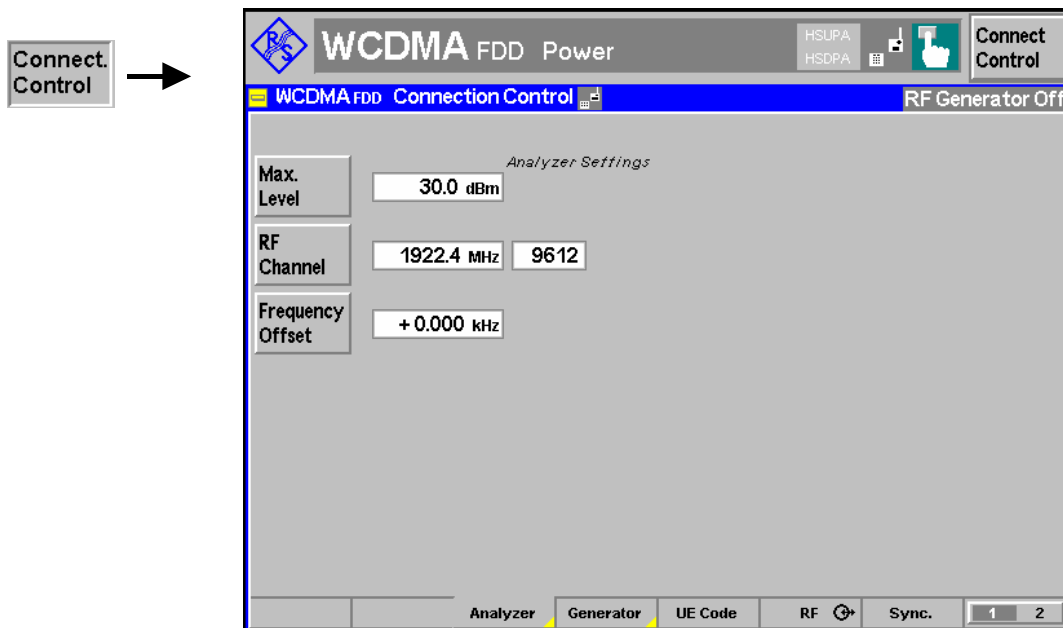 Connect.
Control
R S
WCDMA FDD Power
HSUPA
HSDPA
Connect
Control
WCDMA FDD Connection Control
RF Generator Off
Analyzer Settings
Max.
Level
30.0 dBm
RF
Channel
1922.4 MHz 9612
Frequency
Offset
+ 0.000 kHz
Analyzer Generator UE Code RF Sync. 1 2